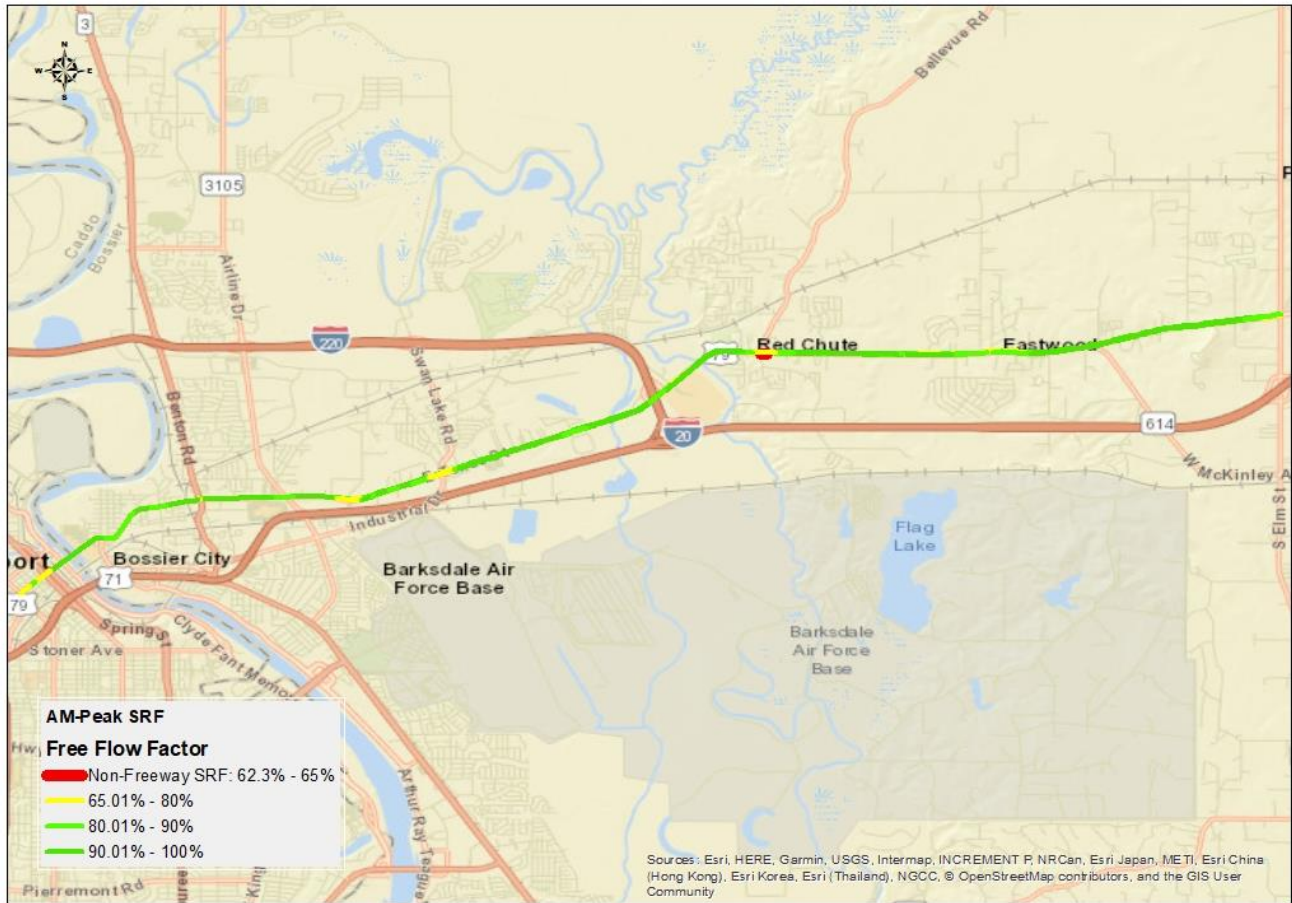 3
N
W E
S
Bellevue Rd
3105
Caddo
Bossier
Airline Dr
220
Swan Lake Rd
Benton Rd
79
Red Chute
Eastwood
20
614
W McKinley A
S Elm St
Industrial Dr
Flag
Lake
port
Bossier City
71
79
Barksdale Air
Force Base
Barksdale
Air Force
Base
Spring St
Stoner Ave
Clyde Fant Memor
Arthur Ray Teague
AM-Peak SRF
Free Flow Factor
Non-Freeway SRF: 62.3% - 65%
65.01% - 80%
80.01% - 90%
90.01% - 100%
Hwy
King
Pierremont Rd
Sources: Esri, HERE, Garmin, USGS, Intermap, INCREMENT P, NRCan, Esri Japan, METI, Esri China
(Hong Kong), Esri Korea, Esri (Thailand), NGCC, © OpenStreetMap contributors, and the GIS User
Community